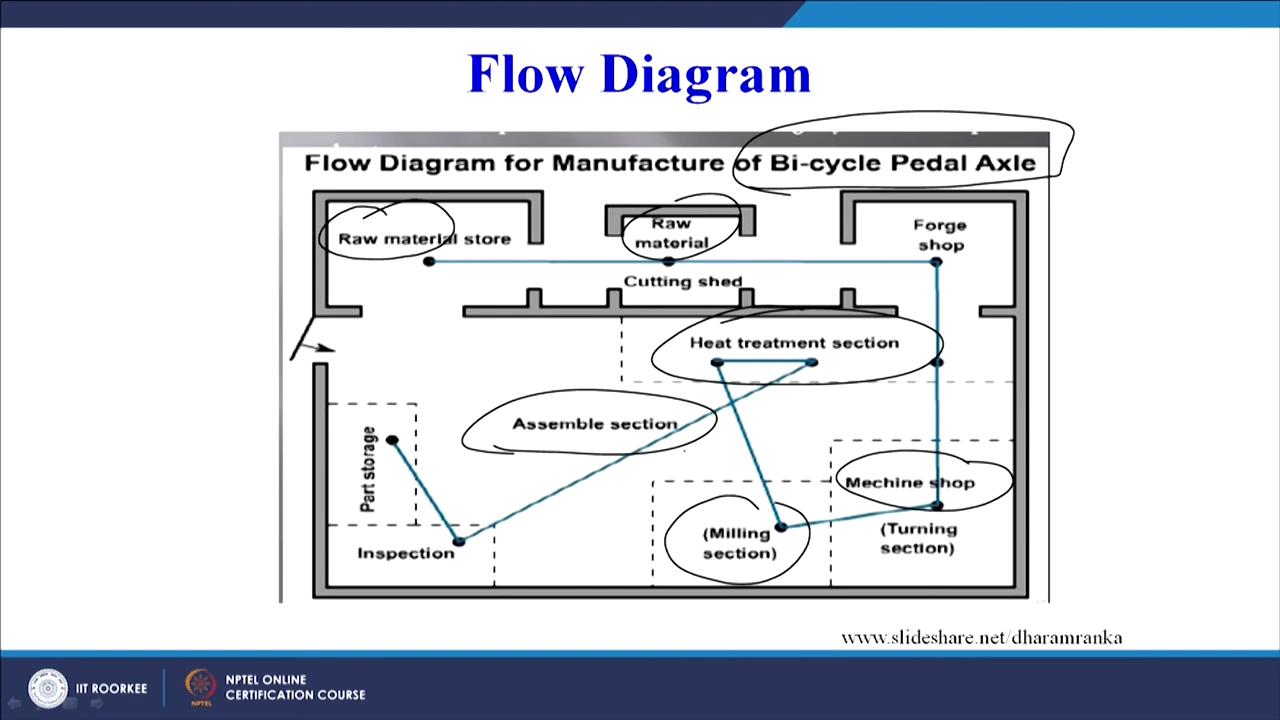 Flow Diagram
Flow Diagram for Manufacture of Bi-cycle Pedal Axle
Raw material store
Raw
material
Forge
shop
Cutting shed
Heat treatment section
Assemble section
Part storage
Mechine shop
(Milling
section)
(Turning
section)
Inspection
www.slideshare.net/dharamranka
IIT ROORKEE
NPTEL ONLINE
CERTIFICATION COURSE
NPTEL